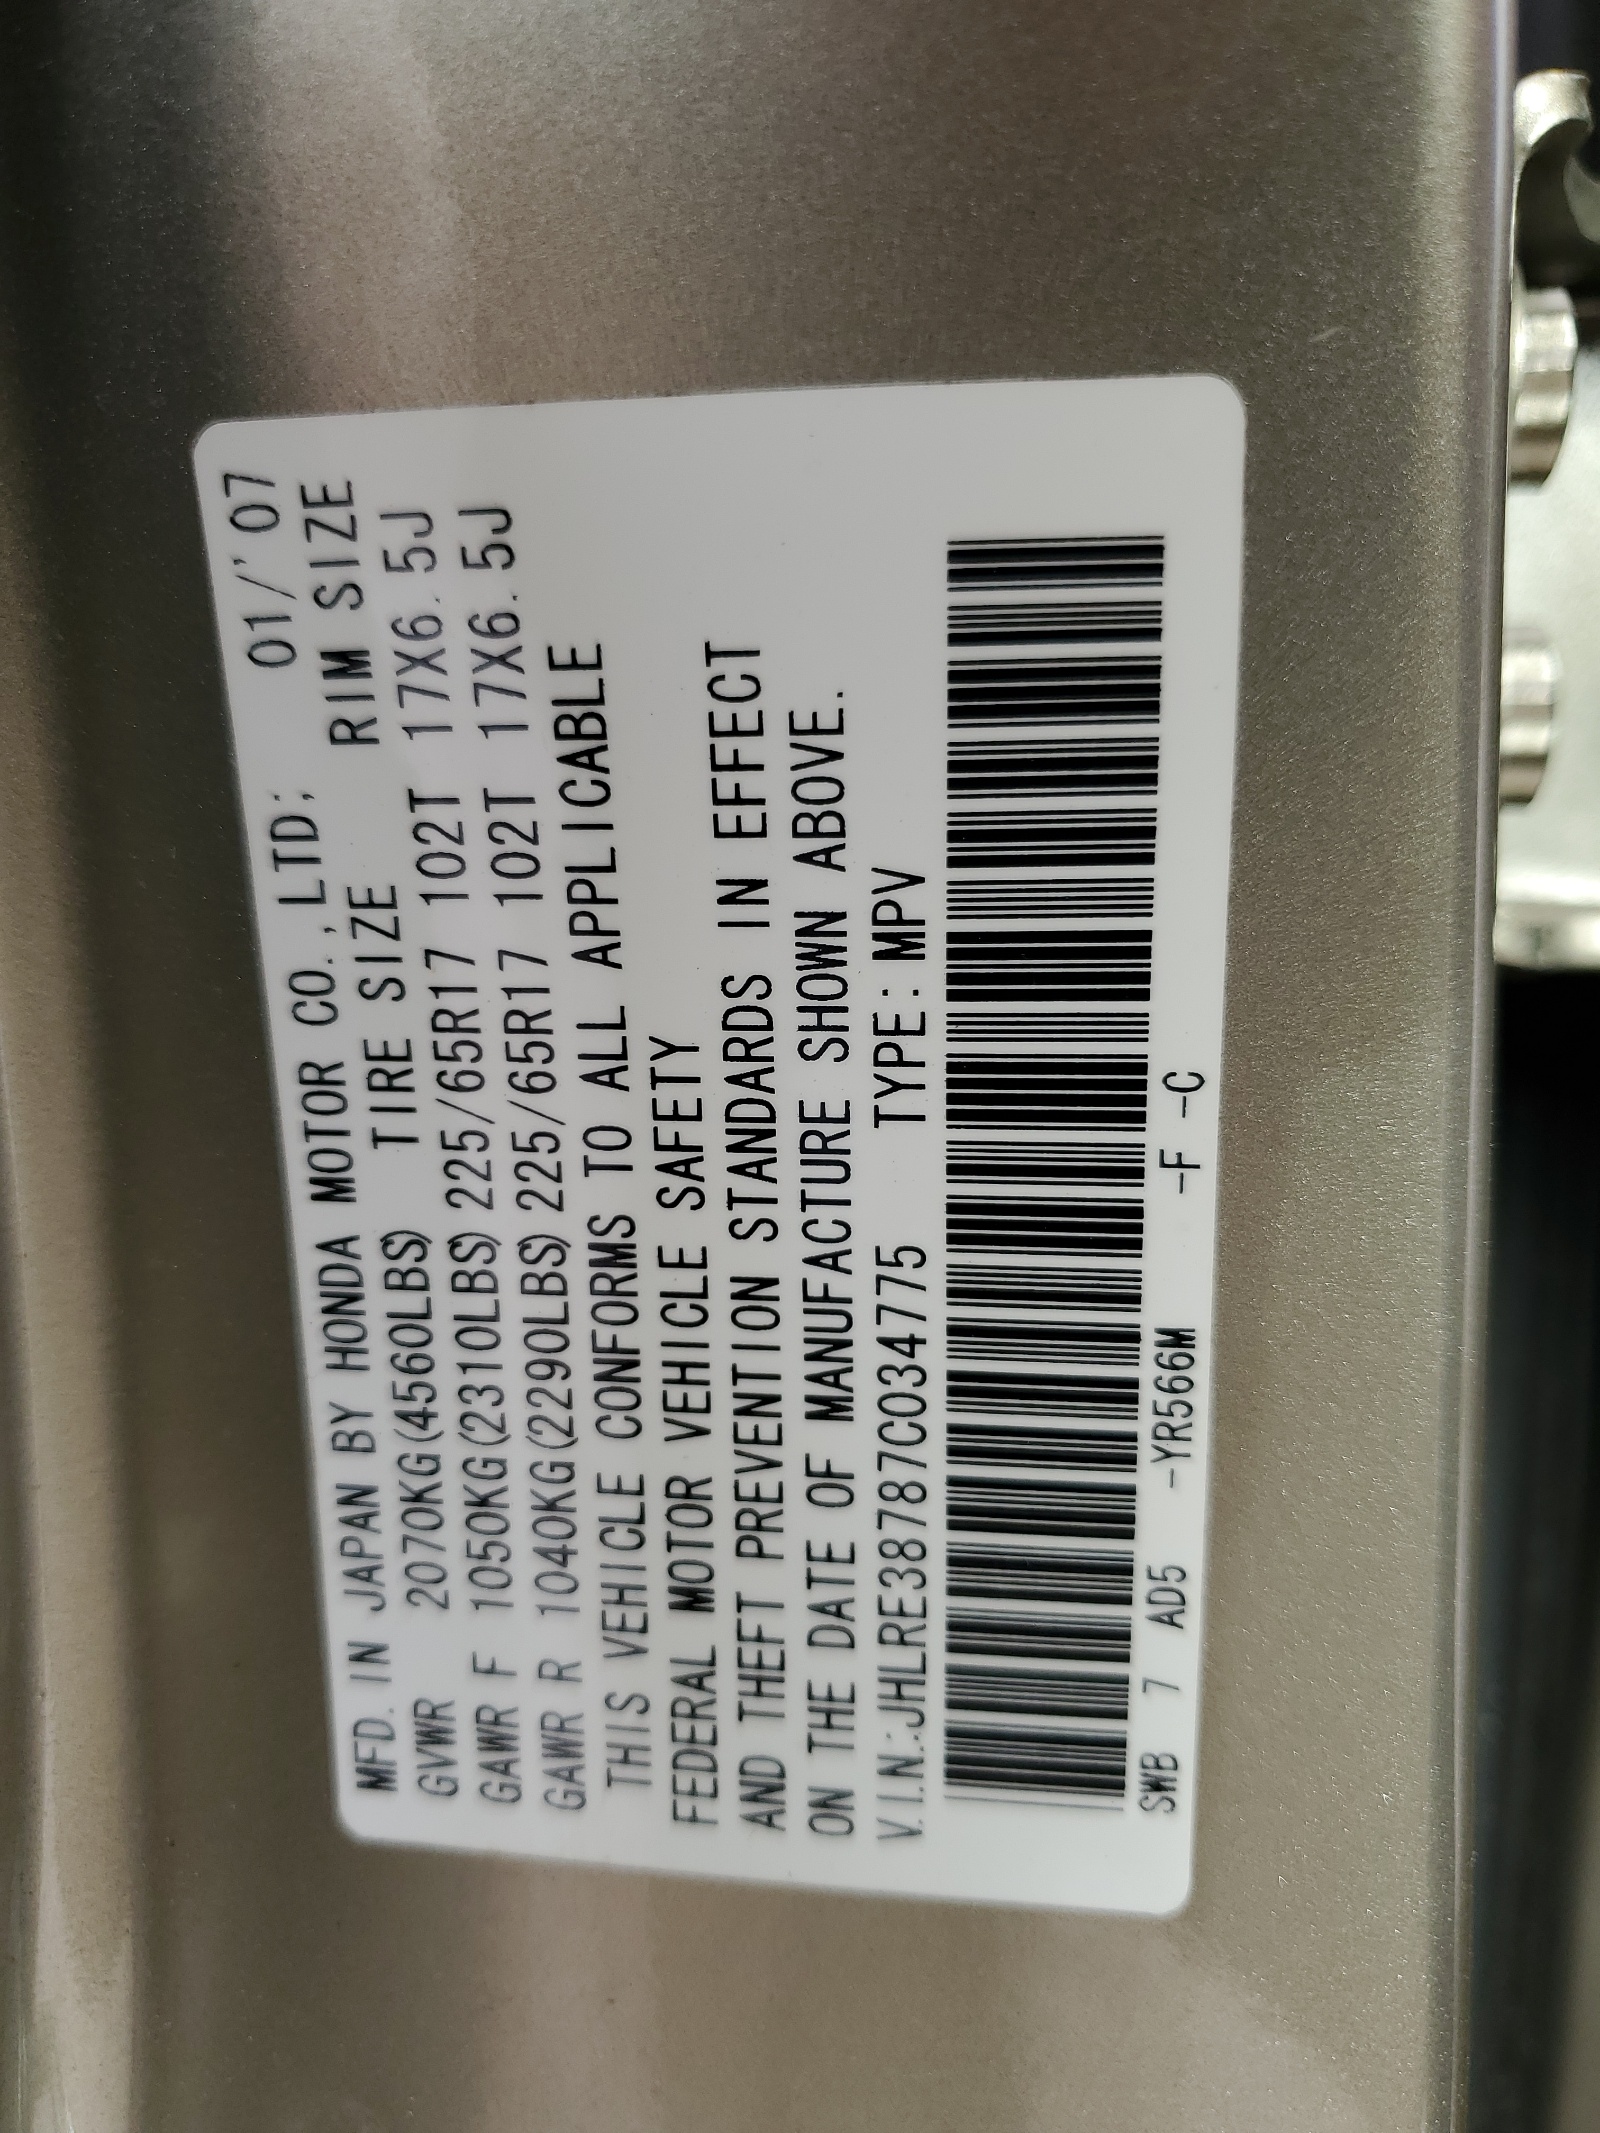 MFD. IN JAPAN BY HONDA MOTOR CO.,LTD; 01/'07
TIRE SIZE RIM SIZE
GVWR 2070KG(4560LBS)
GAWR F 1050KG(2310LBS) 225/65R17 102T 17X6.5J
GAWR R 1040KG(2290LBS) 225/65R17 102T 17X6.5J
THIS VEHICLE CONFORMS TO ALL APPLICABLE
FEDERAL MOTOR VEHICLE SAFETY
AND THEFT PREVENTION STANDARDS IN EFFECT
ON THE DATE OF MANUFACTURE SHOWN ABOVE.
V.I.N.:JHLRE38787C034775 TYPE:MPV
SWB 7 AD5 -YR566M -F -C